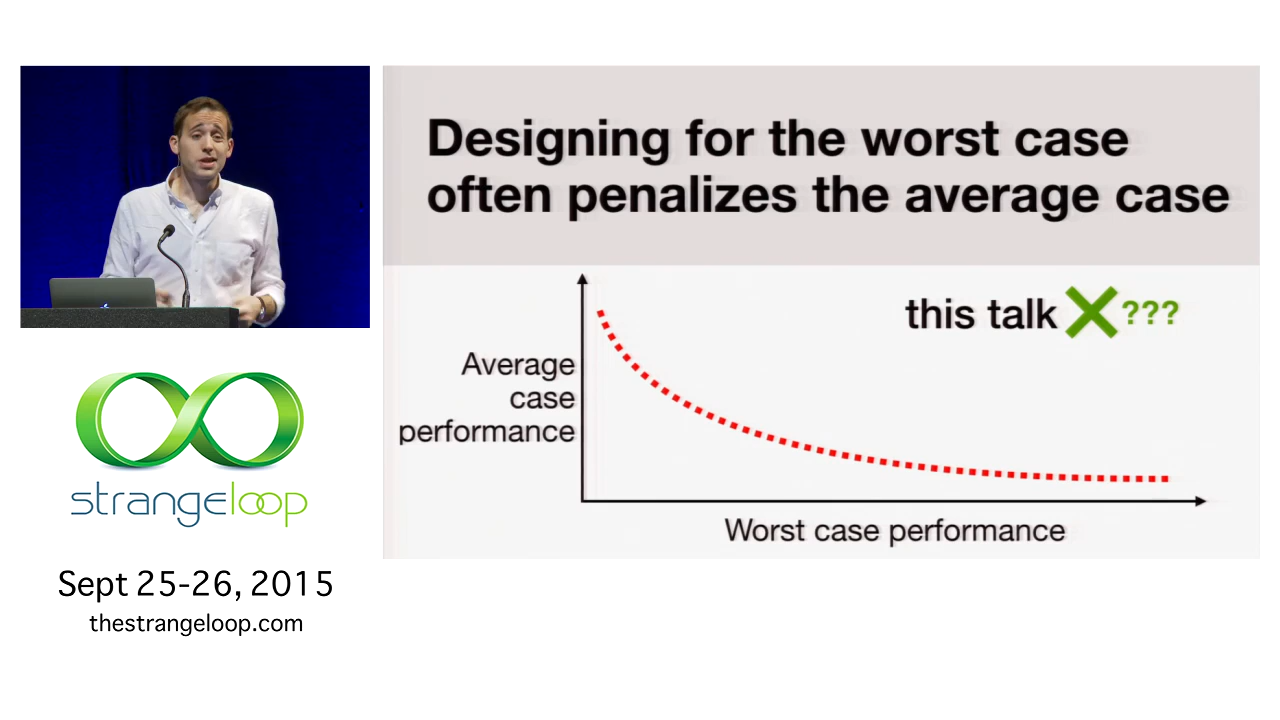 Designing for the worst case
often penalizes the average case
this talk ???
Average
case
performance
Worst case performance
strangeloop
Sept 25-26, 2015
thestrangeloop.com